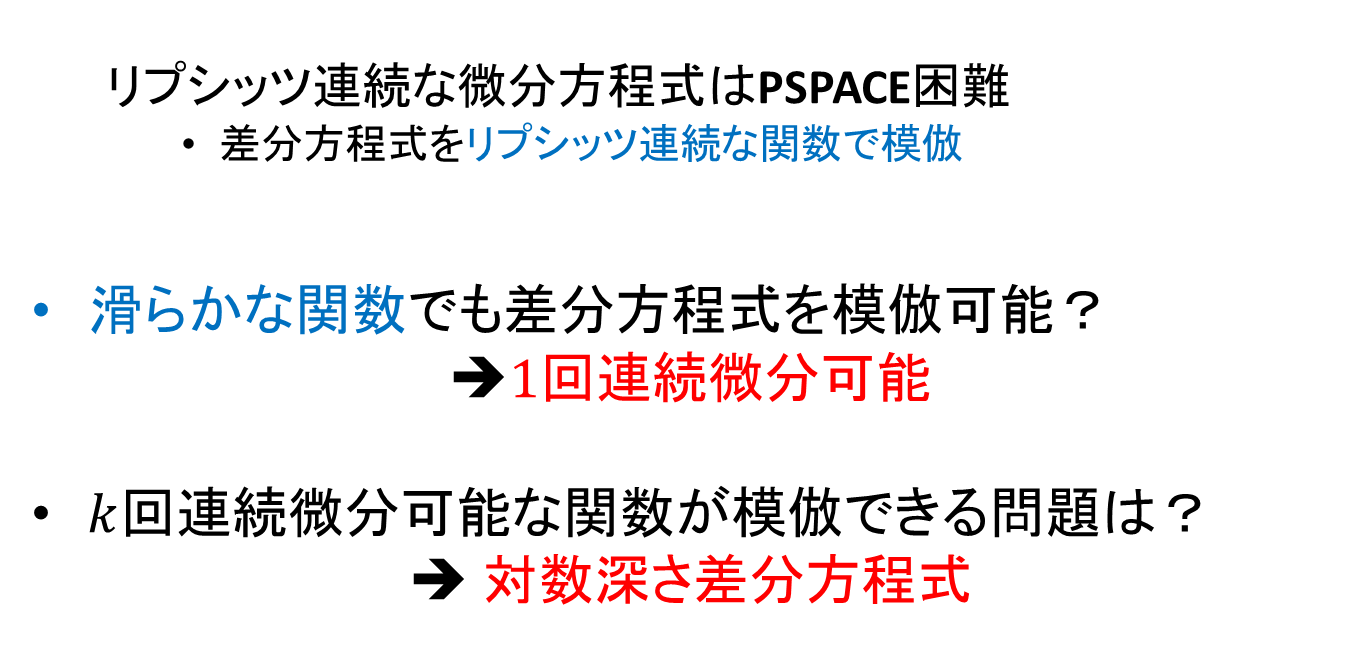 リプシッツ連続な微分方程式はPSPACE困難
• 差分方程式をリプシッツ連続な関数で模倣
• 滑らかな関数でも差分方程式を模倣可能？
➔1回連続微分可能
• k回連続微分可能な関数が模倣できる問題は？
➔ 対数深さ差分方程式